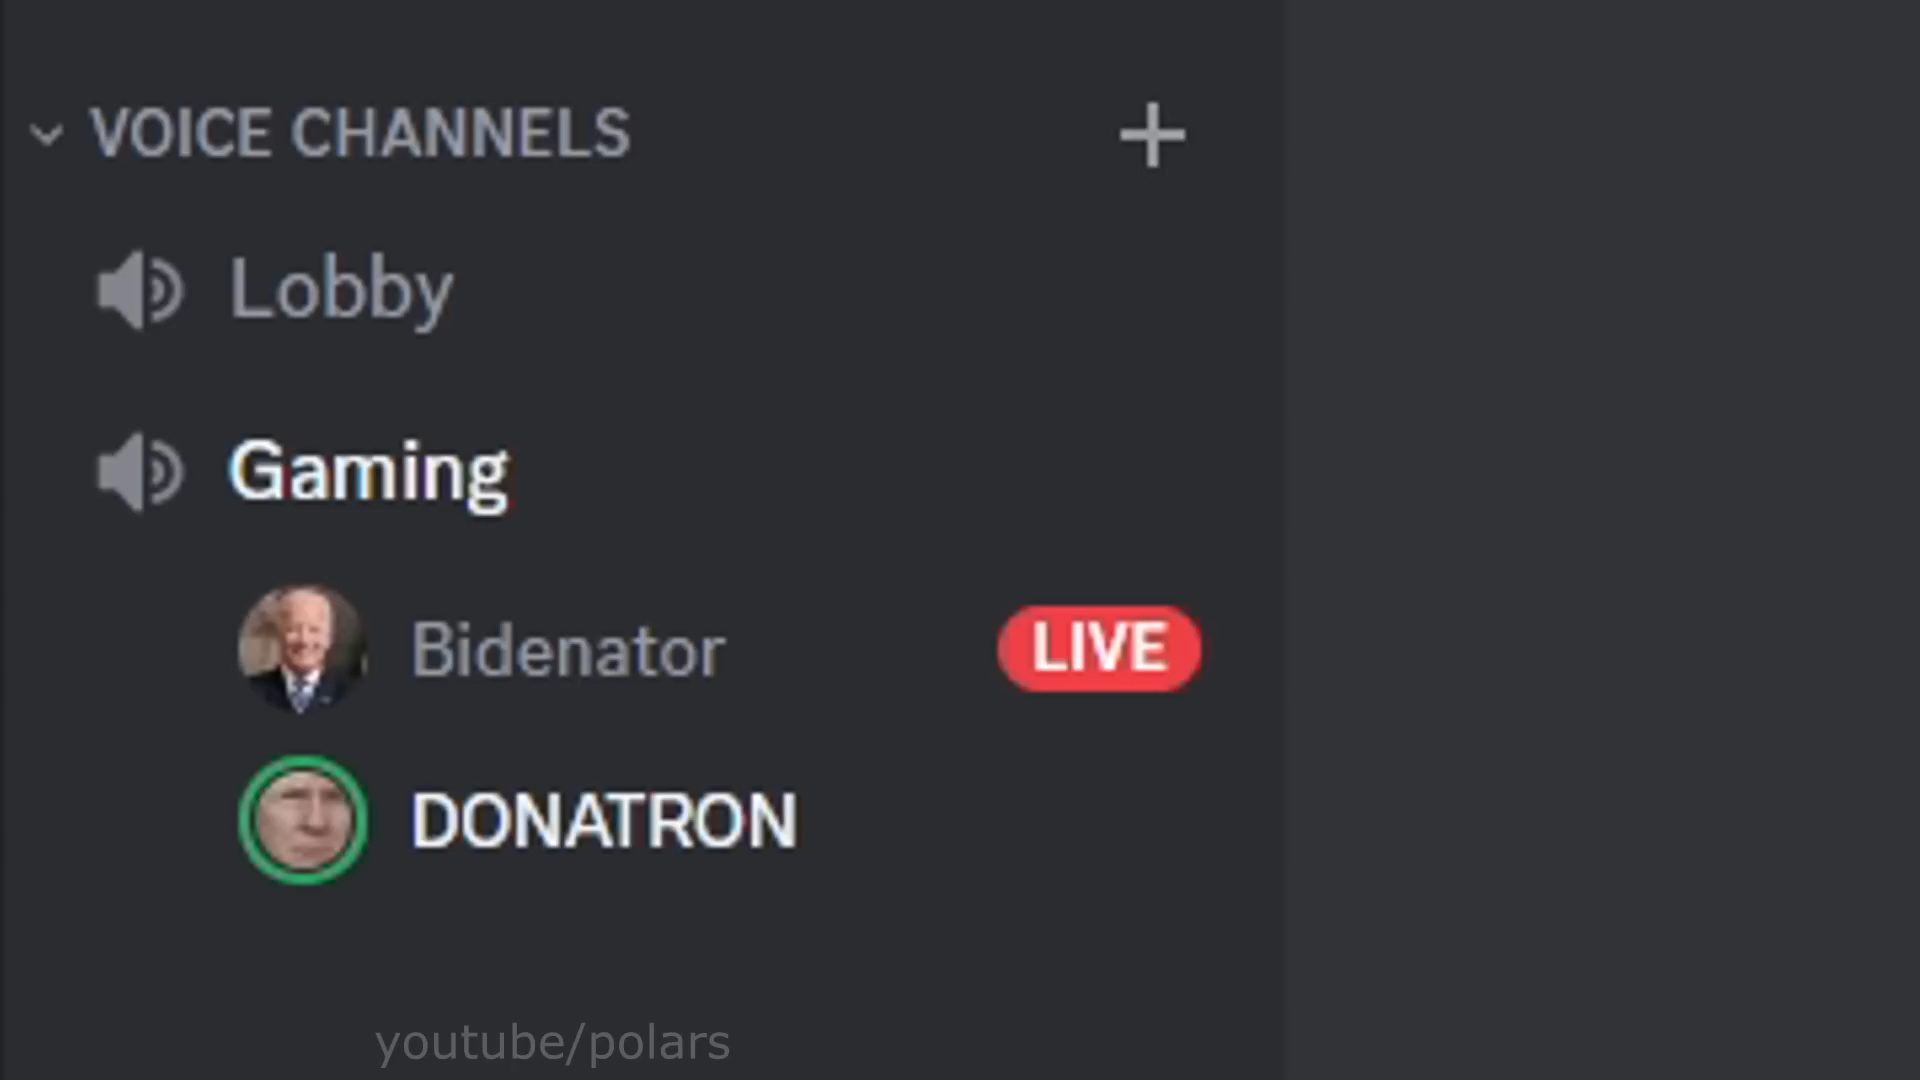 VOICE CHANNELS
Lobby
Gaming
Bidenator LIVE
DONATRON
youtube/polars